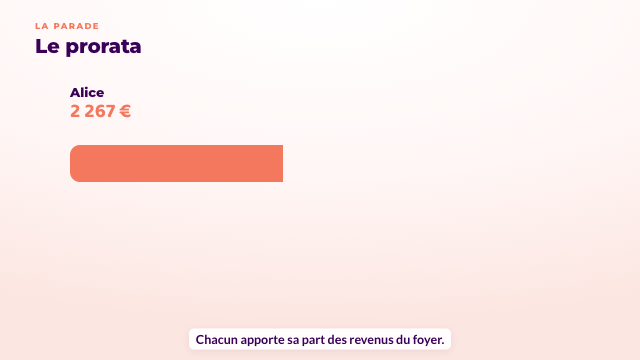 LA PARADE
Le prorata
Alice
2 267 €
Chacun apporte sa part des revenus du foyer.